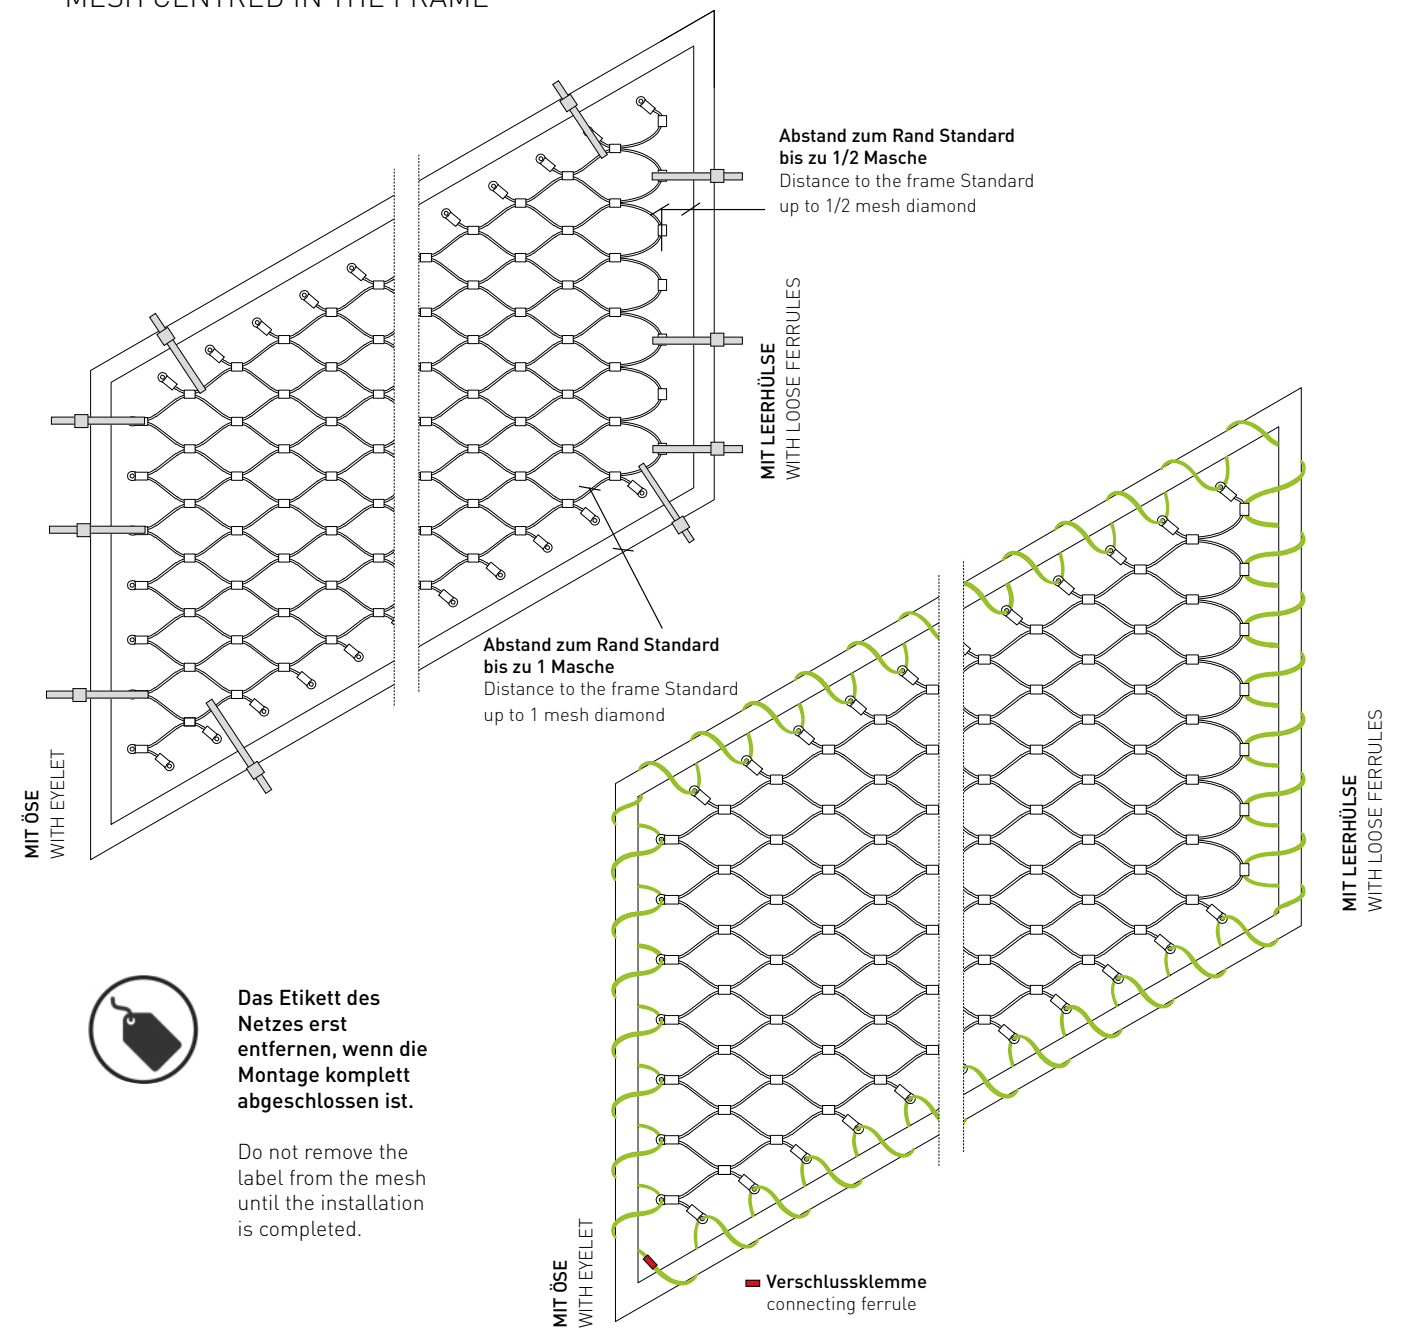 MESH CENTRED IN THE FRAME
Abstand zum Rand Standard
bis zu 1/2 Masche
Distance to the frame Standard
up to 1/2 mesh diamond
MIT LEERHÜLSE
WITH LOOSE FERRULES
Abstand zum Rand Standard
bis zu 1 Masche
Distance to the frame Standard
up to 1 mesh diamond
MIT ÖSE
WITH EYELET
MIT LEERHÜLSE
WITH LOOSE FERRULES
Das Etikett des
Netzes erst
entfernen, wenn die
Montage komplett
abgeschlossen ist.
Do not remove the
label from the mesh
until the installation
is completed.
MIT ÖSE
WITH EYELET
Verschlussklemme
connecting ferrule